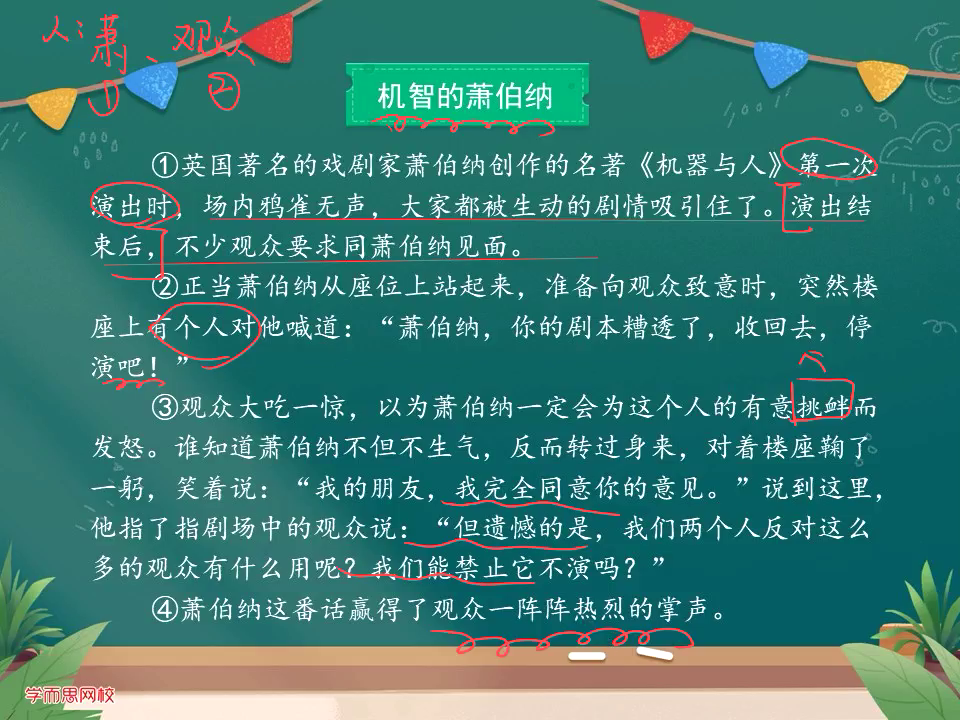 人：萧、观众
① ②
机智的萧伯纳
①英国著名的戏剧家萧伯纳创作的名著《机器与人》第一次
演出时，场内鸦雀无声，大家都被生动的剧情吸引住了。演出结
束后，不少观众要求同萧伯纳见面。
②正当萧伯纳从座位上站起来，准备向观众致意时，突然楼
座上有个人对他喊道：“萧伯纳，你的剧本糟透了，收回去，停
演吧！”
③观众大吃一惊，以为萧伯纳一定会为这个人的有意挑衅而
发怒。谁知道萧伯纳不但不生气，反而转过身来，对着楼座鞠了
一躬，笑着说：“我的朋友，我完全同意你的意见。”说到这里，
他指了指剧场中的观众说：“但遗憾的是，我们两个人反对这么
多的观众有什么用呢？我们能禁止它不演吗？”
④萧伯纳这番话赢得了观众一阵阵热烈的掌声。
学而思网校